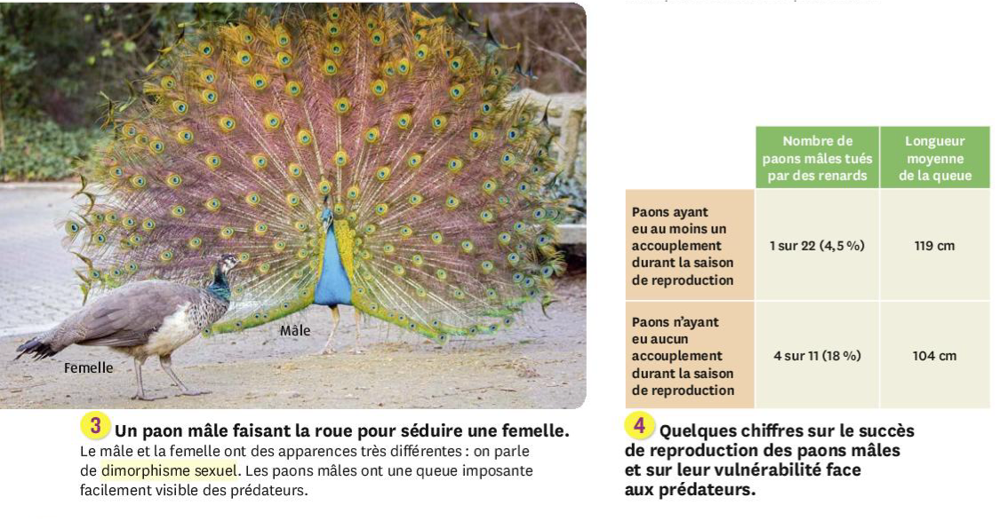 Mâle
Femelle
3 Un paon mâle faisant la roue pour séduire une femelle.
Le mâle et la femelle ont des apparences très différentes : on parle
de dimorphisme sexuel. Les paons mâles ont une queue imposante
facilement visible des prédateurs.
Nombre de
paons mâles tués
par des renards
Longueur
moyenne
de la queue
Paons ayant
eu au moins un
accouplement
durant la saison
de reproduction
1 sur 22 (4,5 %)
119 cm
Paons n'ayant
eu aucun
accouplement
durant la saison
de reproduction
4 sur 11 (18 %)
104 cm
4 Quelques chiffres sur le succès
de reproduction des paons mâles
et sur leur vulnérabilité face
aux prédateurs.